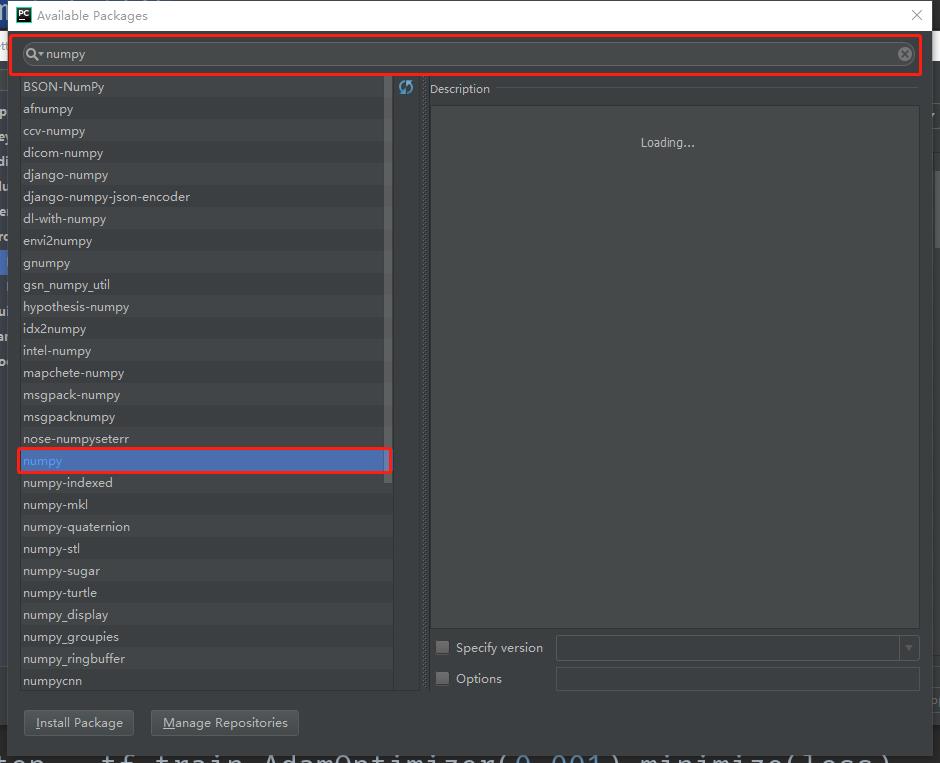 PC Available Packages
numpy
BSON-NumPy
afnumpy
ccv-numpy
dicom-numpy
django-numpy
django-numpy-json-encoder
dl-with-numpy
envi2numpy
gnumpy
gsn_numpy_util
hypothesis-numpy
idx2numpy
intel-numpy
mapchete-numpy
msgpack-numpy
msgpacknumpy
nose-numpyseterr
numpy
numpy-indexed
numpy-mkl
numpy-quaternion
numpy-stl
numpy-sugar
numpy-turtle
numpy_display
numpy_groupies
numpy_ringbuffer
numpycnn
Description
Loading...
Specify version
Options
Install Package
Manage Repositories
tf.train.AdamOptimizer(0.001).minimize(loss)